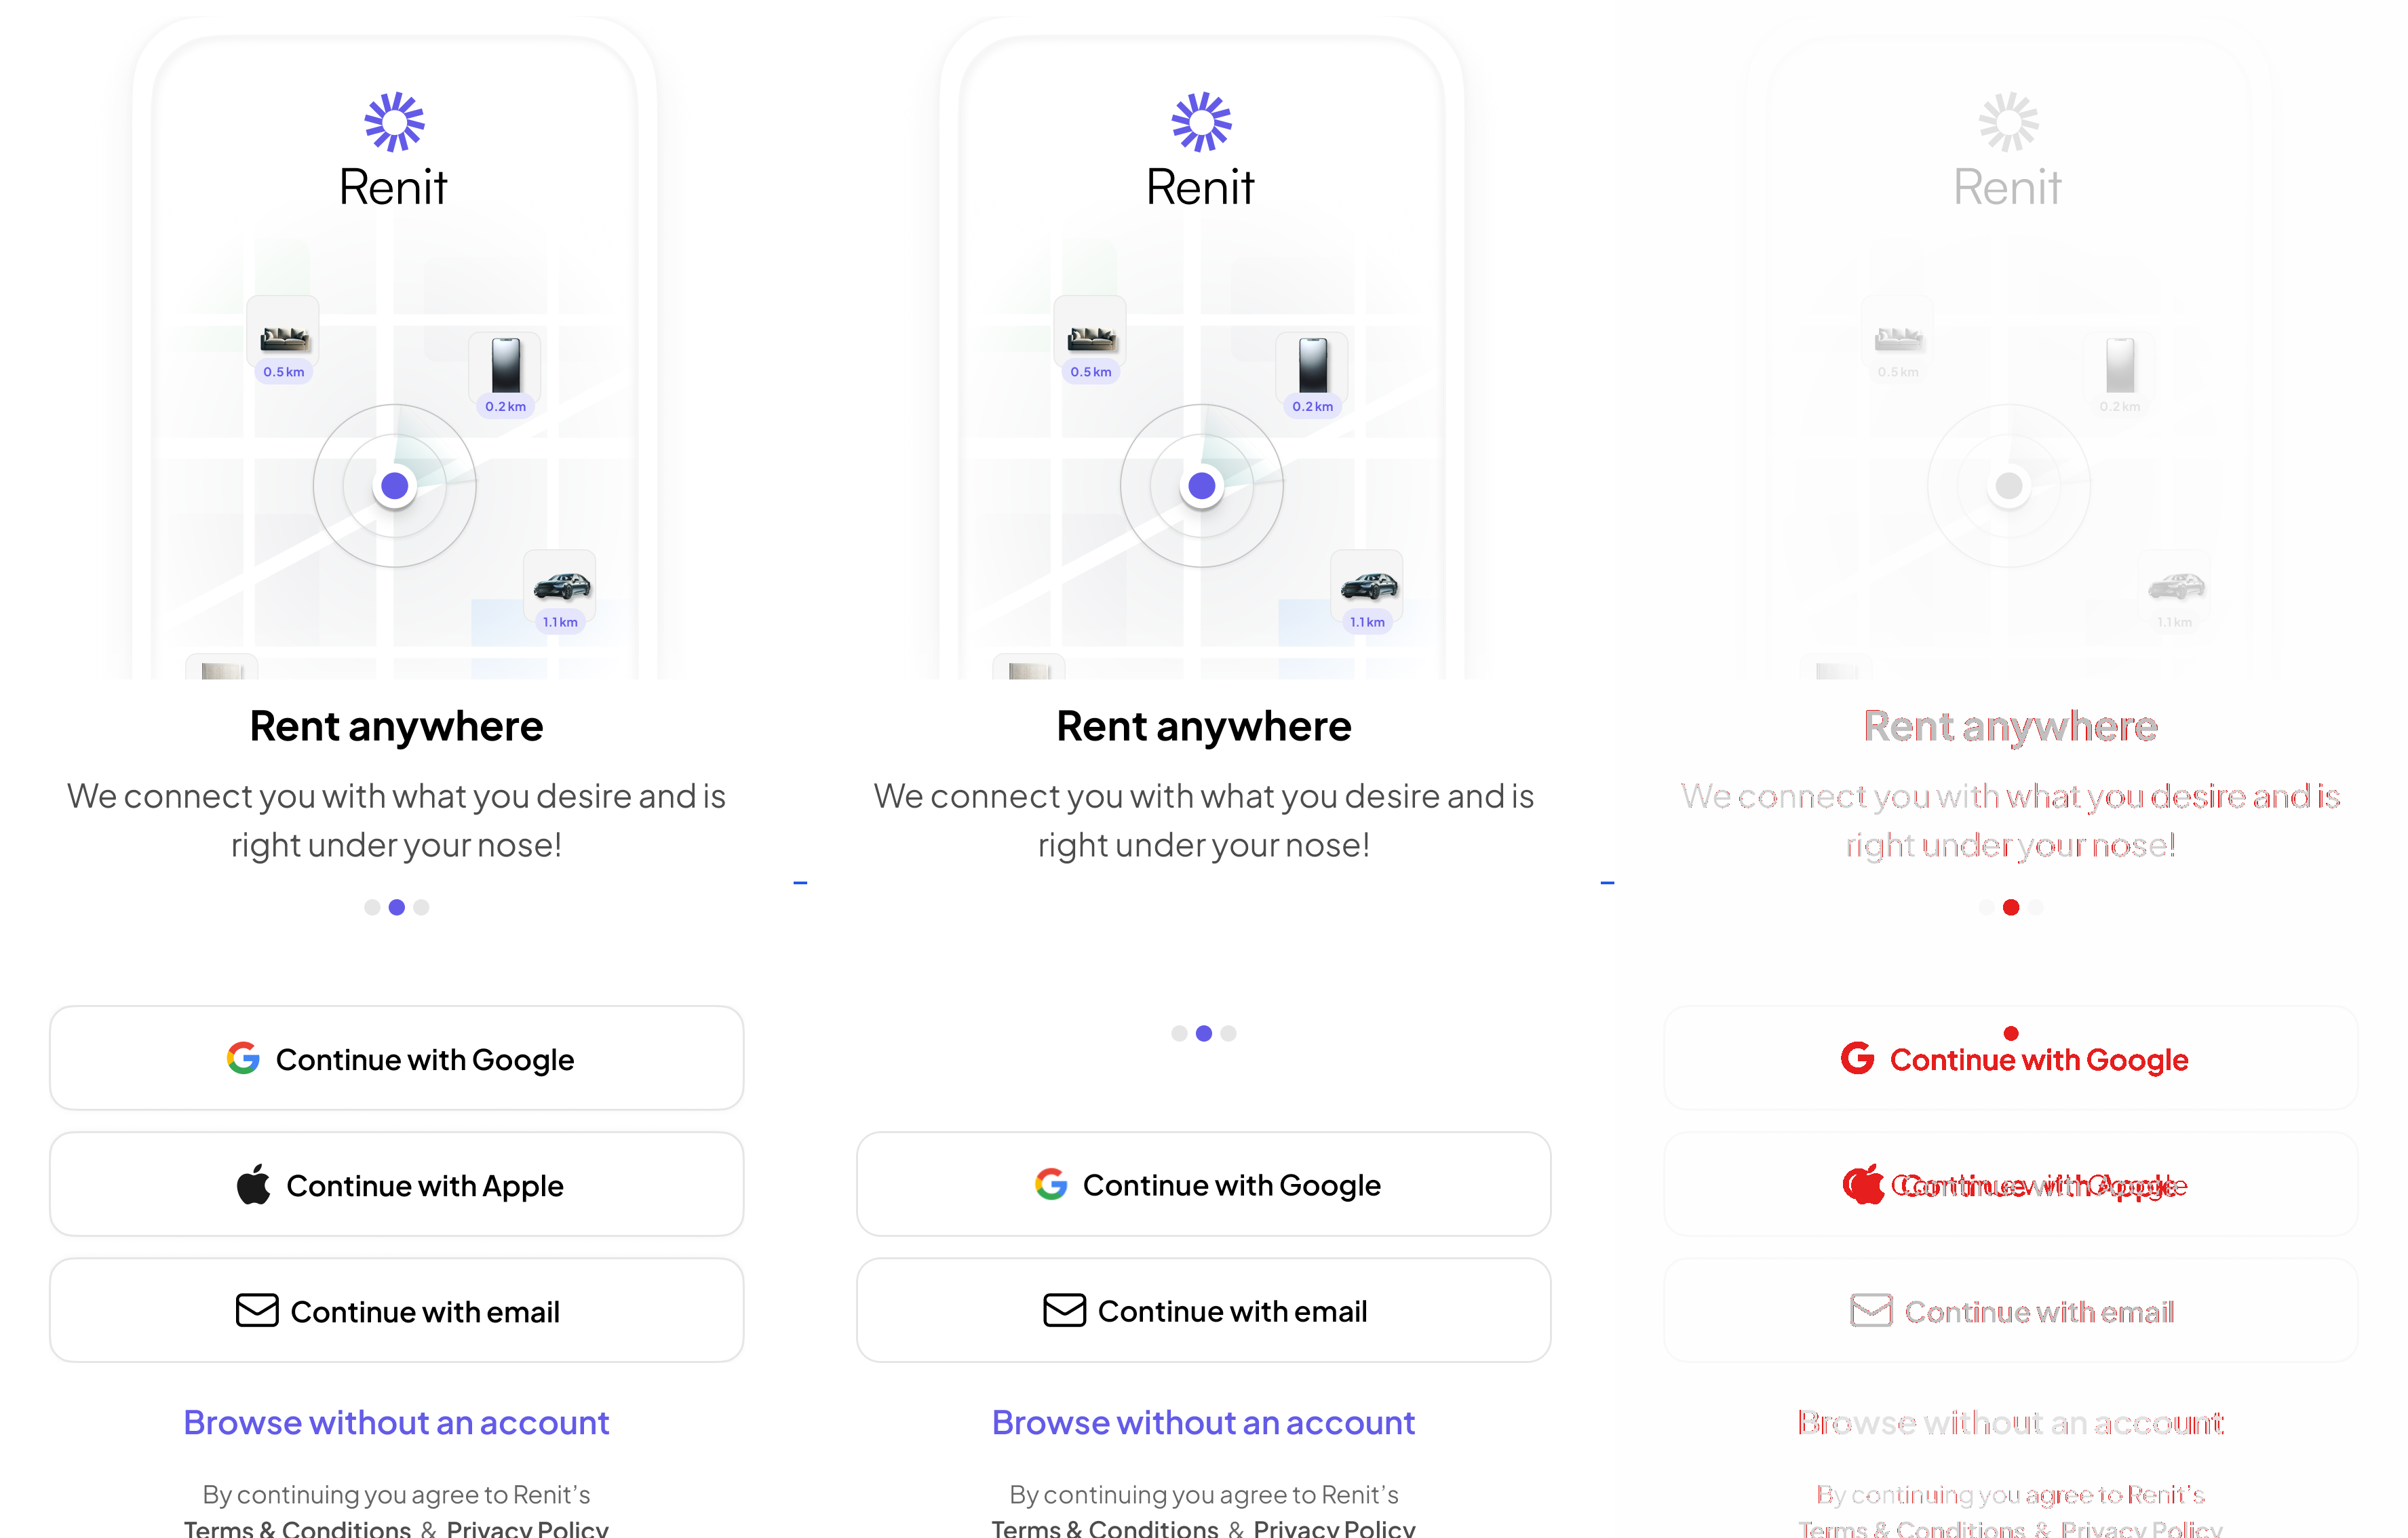 Renit
0.5 km
0.2 km
1.1 km
Rent anywhere
We connect you with what you desire and is
right under your nose!
Continue with Google
Continue with Apple
Continue with email
Browse without an account
By continuing you agree to Renit's
Terms & Conditions & Privacy Policy
Renit
0.5 km
0.2 km
1.1 km
Rent anywhere
We connect you with what you desire and is
right under your nose!
Continue with Google
Continue with email
Browse without an account
By continuing you agree to Renit's
Terms & Conditions & Privacy Policy
Renit
0.5 km
0.2 km
1.1 km
Rent anywhere
We connect you with what you desire and is
right under your nose!
Continue with Google
Continue with email
Browse without an account
By continuing you agree to Renit's
Terms & Conditions & Privacy Policy